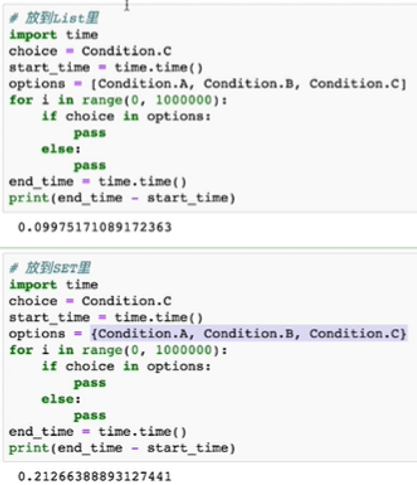 # 放到List里
import time
choice = Condition.C
start_time = time.time()
options = [Condition.A, Condition.B, Condition.C]
for i in range(0, 1000000):
    if choice in options:
        pass
    else:
        pass
end_time = time.time()
print(end_time - start_time)
0.09975171089172363
# 放到SET里
import time
choice = Condition.C
start_time = time.time()
options = {Condition.A, Condition.B, Condition.C}
for i in range(0, 1000000):
    if choice in options:
        pass
    else:
        pass
end_time = time.time()
print(end_time - start_time)
0.21266388893127441